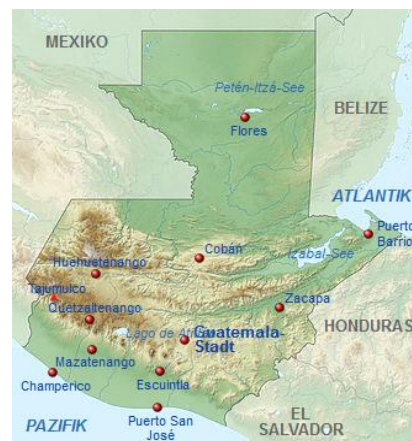 MEXIKO
Petén-Itzá-See
Flores
BELIZE
ATLANTIK
Puerto
Barrio
Cobán
Izabal-See
Huehuetenango
Tajumulco
Zacapa
Quetzaltenango
Lago de
Guatemala-
Stadt
HONDURAS
Mazatenango
Champerico
Escuintla
EL
SALVADOR
PAZIFIK
Puerto San
José